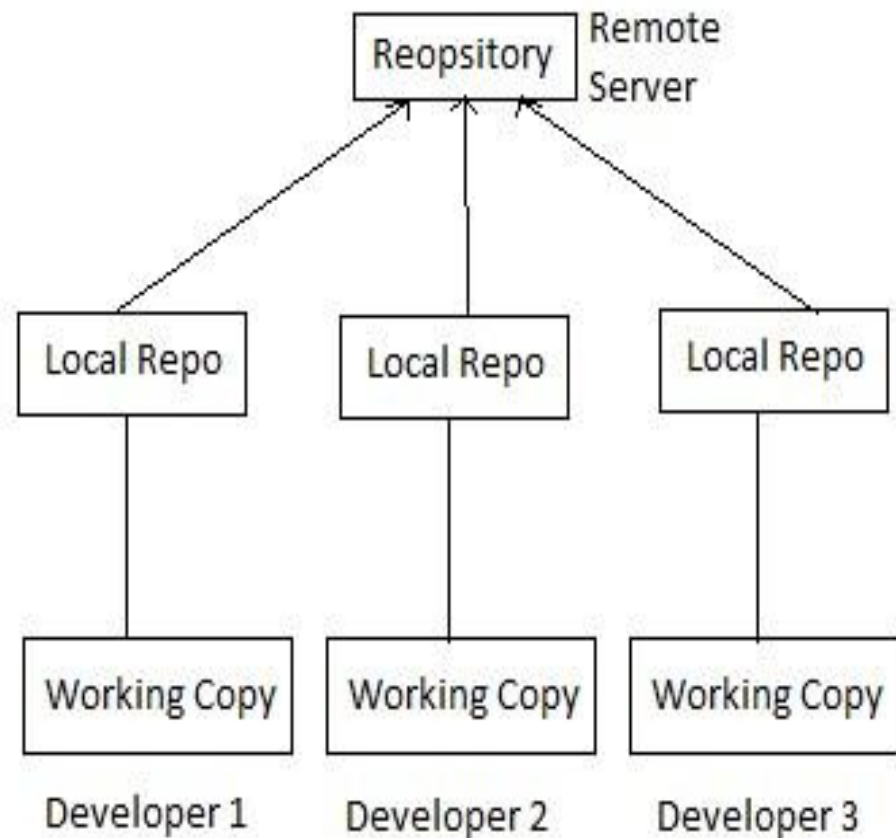 Reopsitory
Remote
Server
Local Repo
Local Repo
Local Repo
Working Copy
Working Copy
Working Copy
Developer 1
Developer 2
Developer 3